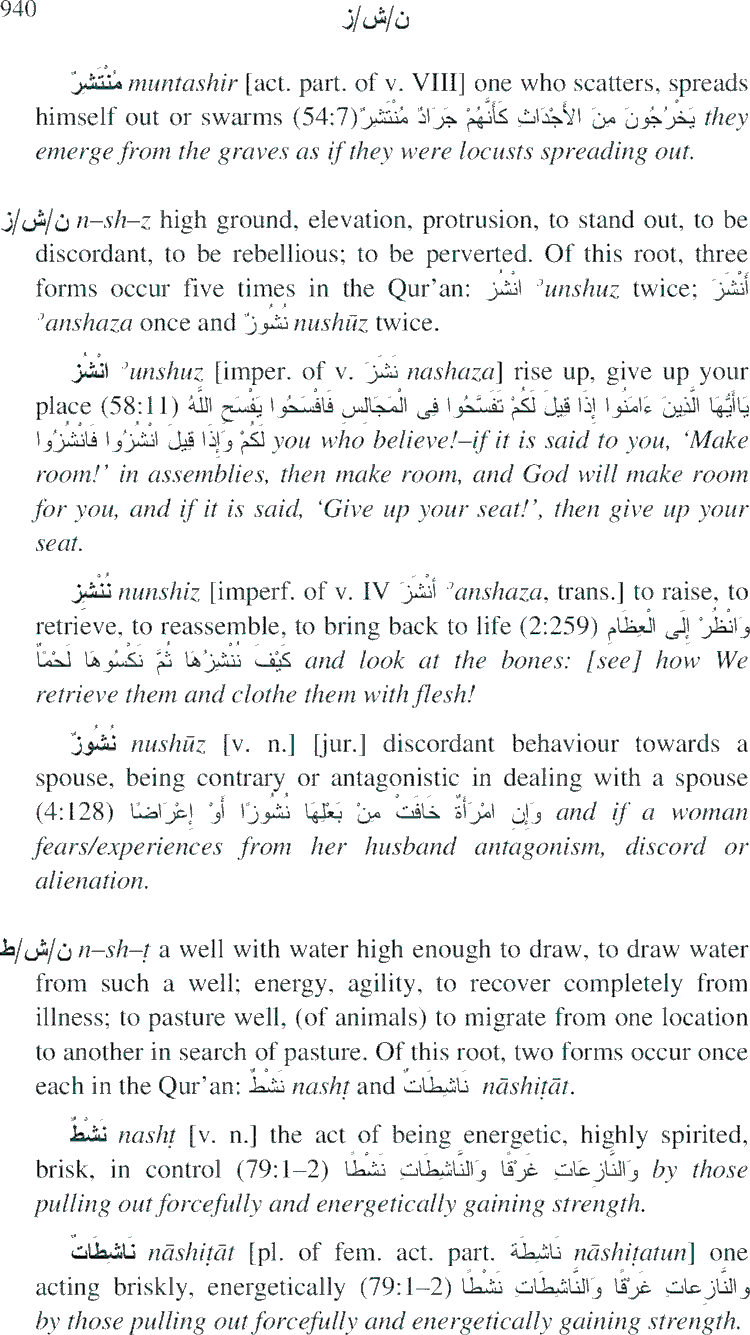 940
ن/ش/ز
مُنْتَشِرٌ muntashir [act. part. of v. VIII] one who scatters, spreads
himself out or swarms (54:7) يَخْرُجُونَ مِنَ الأَجْدَاثِ كَأَنَّهُمْ جَرَادٌ مُنْتَشِرٌ they
emerge from the graves as if they were locusts spreading out.
ن/ش/ز n–sh–z high ground, elevation, protrusion, to stand out, to be
discordant, to be rebellious; to be perverted. Of this root, three
forms occur five times in the Qur’an: انْشُز ʾunshuz twice; أَنْشَزَ
ʾanshaza once and نُشُوزٌ nushūz twice.
انْشُز ʾunshuz [imper. of v. نَشَزَ nashaza] rise up, give up your
place (58:11) يَاأَيُّهَا الَّذِينَ ءَامَنُوا إِذَا قِيلَ لَكُمْ تَفَسَّحُوا فِى الْمَجَالِسِ فَافْسَحُوا يَفْسَحِ اللَّهُ
لَكُمْ وَإِذَا قِيلَ انْشُزُوا فَانْشُزُوا you who believe!–if it is said to you, ‘Make
room!’ in assemblies, then make room, and God will make room
for you, and if it is said, ‘Give up your seat!’, then give up your
seat.
نُنْشِزِ nunshiz [imperf. of v. IV أَنْشَزَ ʾanshaza, trans.] to raise, to
retrieve, to reassemble, to bring back to life (2:259) وَانْظُرْ إِلَى الْعِظَامِ
كَيْفَ نُنْشِزُهَا ثُمَّ نَكْسُوهَا لَحْمًا and look at the bones: [see] how We
retrieve them and clothe them with flesh!
نُشُوزٌ nushūz [v. n.] [jur.] discordant behaviour towards a
spouse, being contrary or antagonistic in dealing with a spouse
(4:128) وَإِنِ امْرَأَةٌ خَافَتْ مِنْ بَعْلِهَا نُشُوزًا أَوْ إِعْرَاضًا and if a woman
fears/experiences from her husband antagonism, discord or
alienation.
ن/ش/ط n–sh–ṭ a well with water high enough to draw, to draw water
from such a well; energy, agility, to recover completely from
illness; to pasture well, (of animals) to migrate from one location
to another in search of pasture. Of this root, two forms occur once
each in the Qur’an: نَشْطٌ nashṭ and نَاشِطَاتٌ nāshiṭāt.
نَشْطٌ nashṭ [v. n.] the act of being energetic, highly spirited,
brisk, in control (79:1–2) وَالنَّازِعَاتِ غَرْقًا وَالنَّاشِطَاتِ نَشْطًا by those
pulling out forcefully and energetically gaining strength.
نَاشِطَاتٌ nāshiṭāt [pl. of fem. act. part. نَاشِطَة nāshiṭatun] one
acting briskly, energetically (79:1–2) وَالنَّازِعَاتِ غَرْقًا وَالنَّاشِطَاتِ نَشْطًا
by those pulling out forcefully and energetically gaining strength.